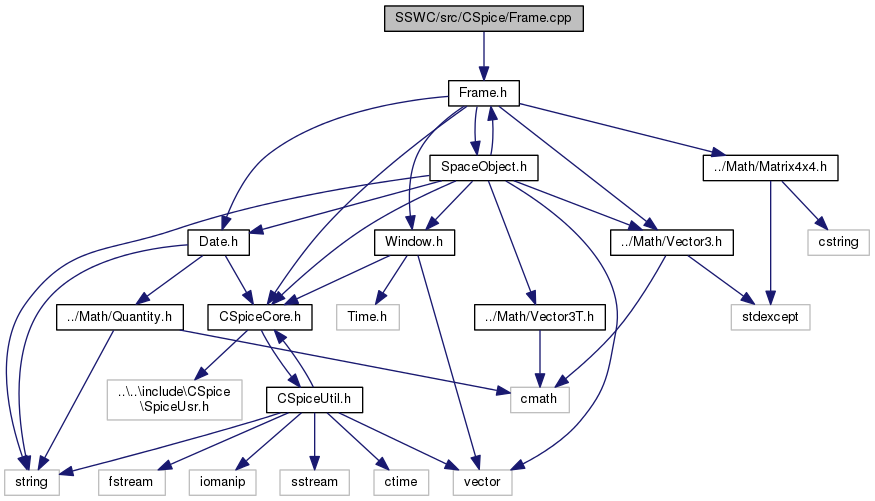 SSWC/src/CSpice/Frame.cpp
Frame.h
SpaceObject.h
../Math/Matrix4x4.h
Date.h
Window.h
../Math/Vector3.h
cstring
../Math/Quantity.h
CSpiceCore.h
Time.h
../Math/Vector3T.h
stdexcept
..\..\include\CSpice
\SpiceUsr.h
CSpiceUtil.h
cmath
string
fstream
iomanip
sstream
ctime
vector